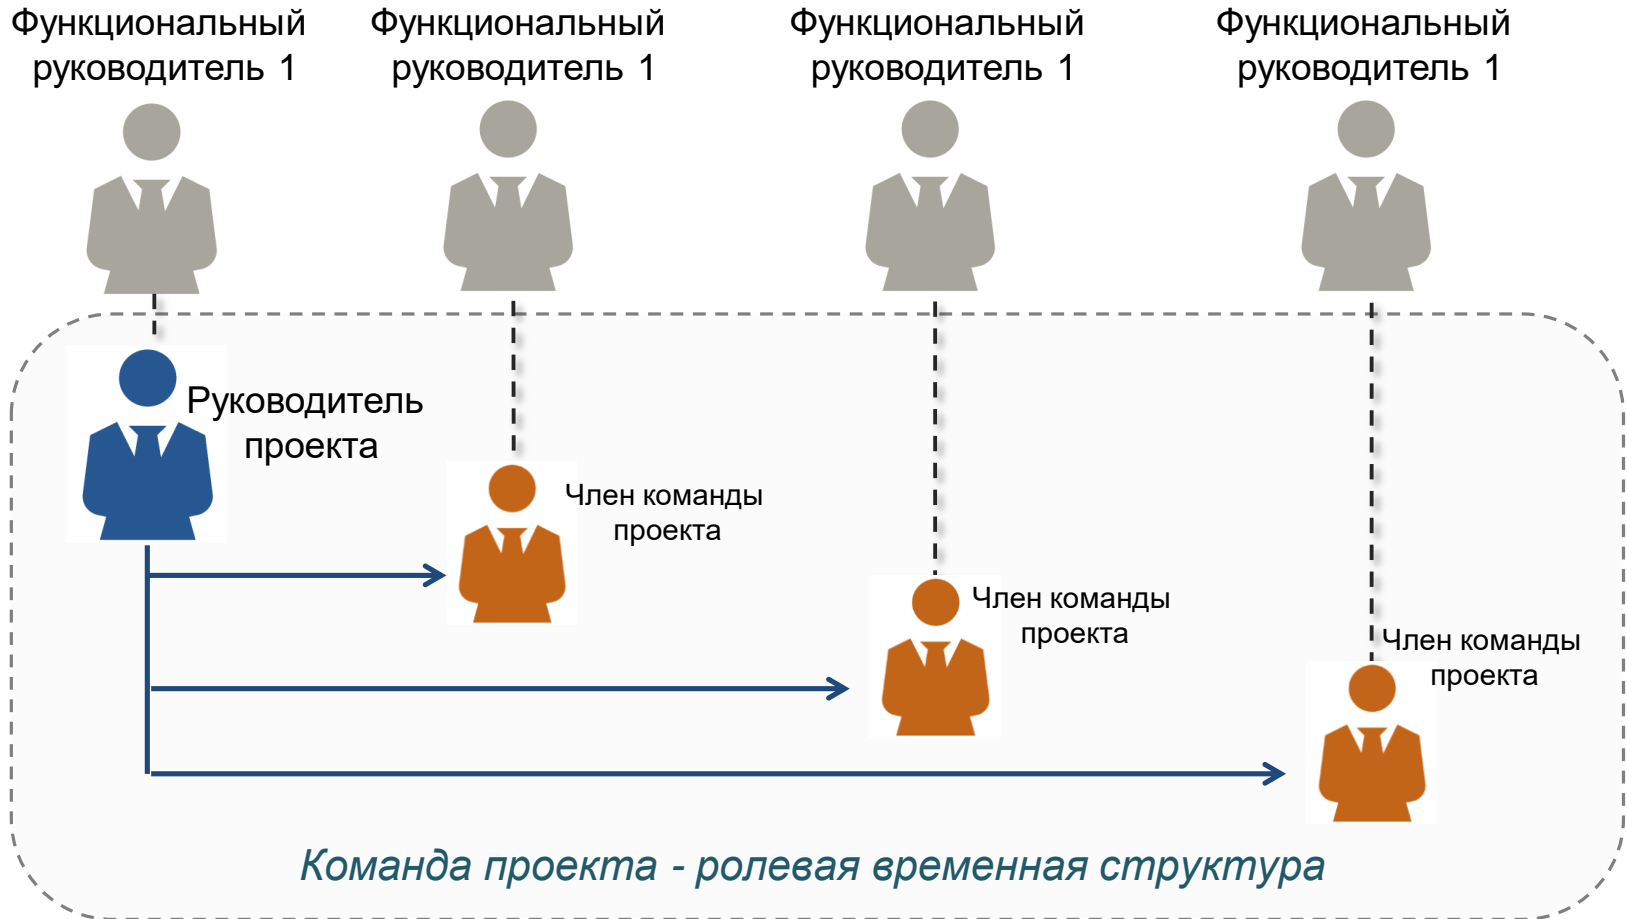 Функциональный
руководитель 1
Функциональный
руководитель 1
Функциональный
руководитель 1
Функциональный
руководитель 1
Руководитель
проекта
Член команды
проекта
Член команды
проекта
Член команды
проекта
Команда проекта - ролевая временная структура